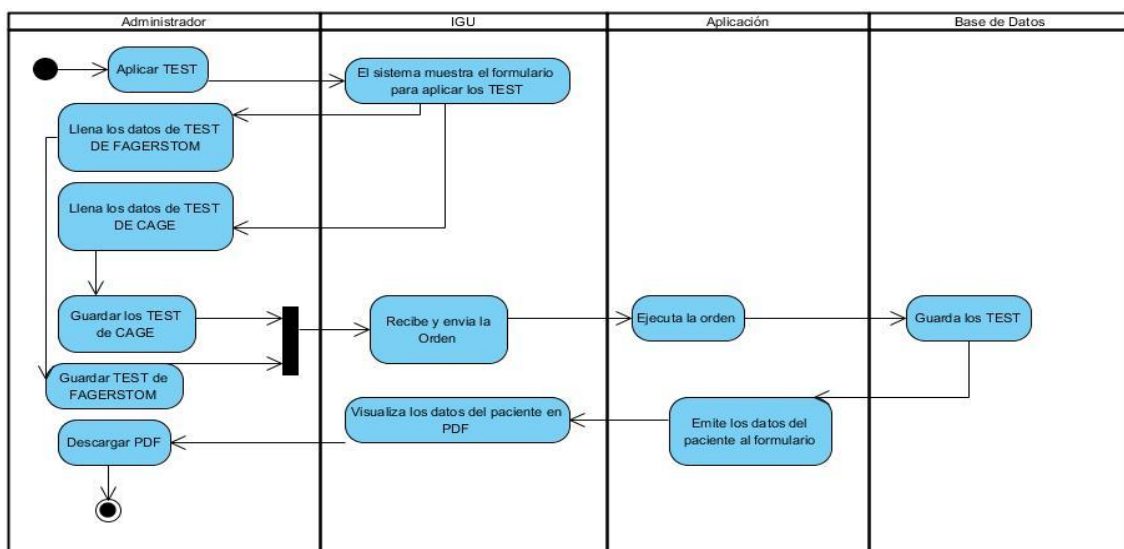 Administrador
IGU
Aplicación
Base de Datos
Aplicar TEST
El sistema muestra el formulario
para aplicar los TEST
Llena los datos de TEST
DE FAGERSTOM
Llena los datos de TEST
DE CAGE
Guardar los TEST
de CAGE
Recibe y envia la
Orden
Ejecuta la orden
Guarda los TEST
Guardar TEST de
FAGERSTOM
Visualiza los datos del paciente en
PDF
Emite los datos del
paciente al formulario
Descargar PDF